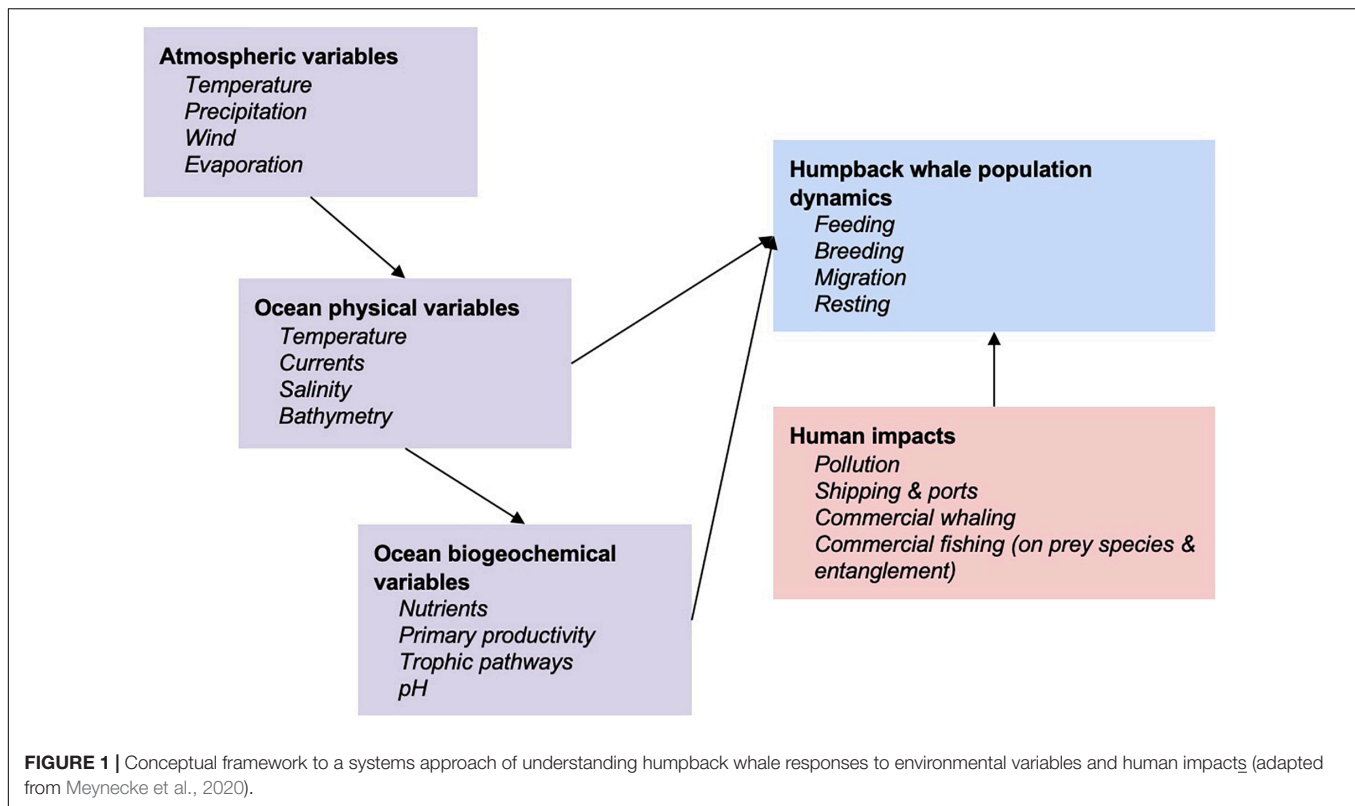 Atmospheric variables
Temperature
Precipitation
Wind
Evaporation
Ocean physical variables
Temperature
Currents
Salinity
Bathymetry
Ocean biogeochemical
variables
Nutrients
Primary productivity
Trophic pathways
pH
Humpback whale population
dynamics
Feeding
Breeding
Migration
Resting
Human impacts
Pollution
Shipping & ports
Commercial whaling
Commercial fishing (on prey species &
entanglement)
FIGURE 1 | Conceptual framework to a systems approach of understanding humpback whale responses to environmental variables and human impacts (adapted
from Meynecke et al., 2020).